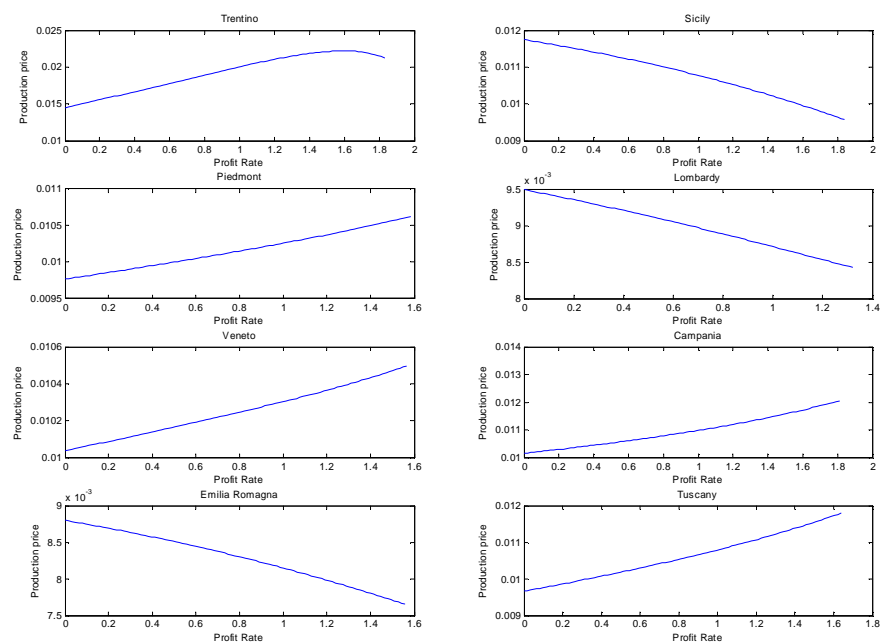 Trentino
0.025
0.02
0.015
0.01
Production price
0 0.2 0.4 0.6 0.8 1 1.2 1.4 1.6 1.8 2
Profit Rate
Sicily
0.012
0.011
0.01
0.009
Production price
0 0.2 0.4 0.6 0.8 1 1.2 1.4 1.6 1.8 2
Profit Rate
Piedmont
0.011
0.0105
0.01
0.0095
Production price
0 0.2 0.4 0.6 0.8 1 1.2 1.4 1.6
Profit Rate
Lombardy
x 10^-3
9.5
9
8.5
8
Production price
0 0.2 0.4 0.6 0.8 1 1.2 1.4
Profit Rate
Veneto
0.0106
0.0104
0.0102
0.01
Production price
0 0.2 0.4 0.6 0.8 1 1.2 1.4 1.6
Profit Rate
Campania
0.014
0.013
0.012
0.011
0.01
Production price
0 0.2 0.4 0.6 0.8 1 1.2 1.4 1.6 1.8 2
Profit Rate
Emilia Romagna
x 10^-3
9
8.5
8
7.5
Production price
0 0.2 0.4 0.6 0.8 1 1.2 1.4 1.6
Profit Rate
Tuscany
0.012
0.011
0.01
0.009
Production price
0 0.2 0.4 0.6 0.8 1 1.2 1.4 1.6 1.8
Profit Rate